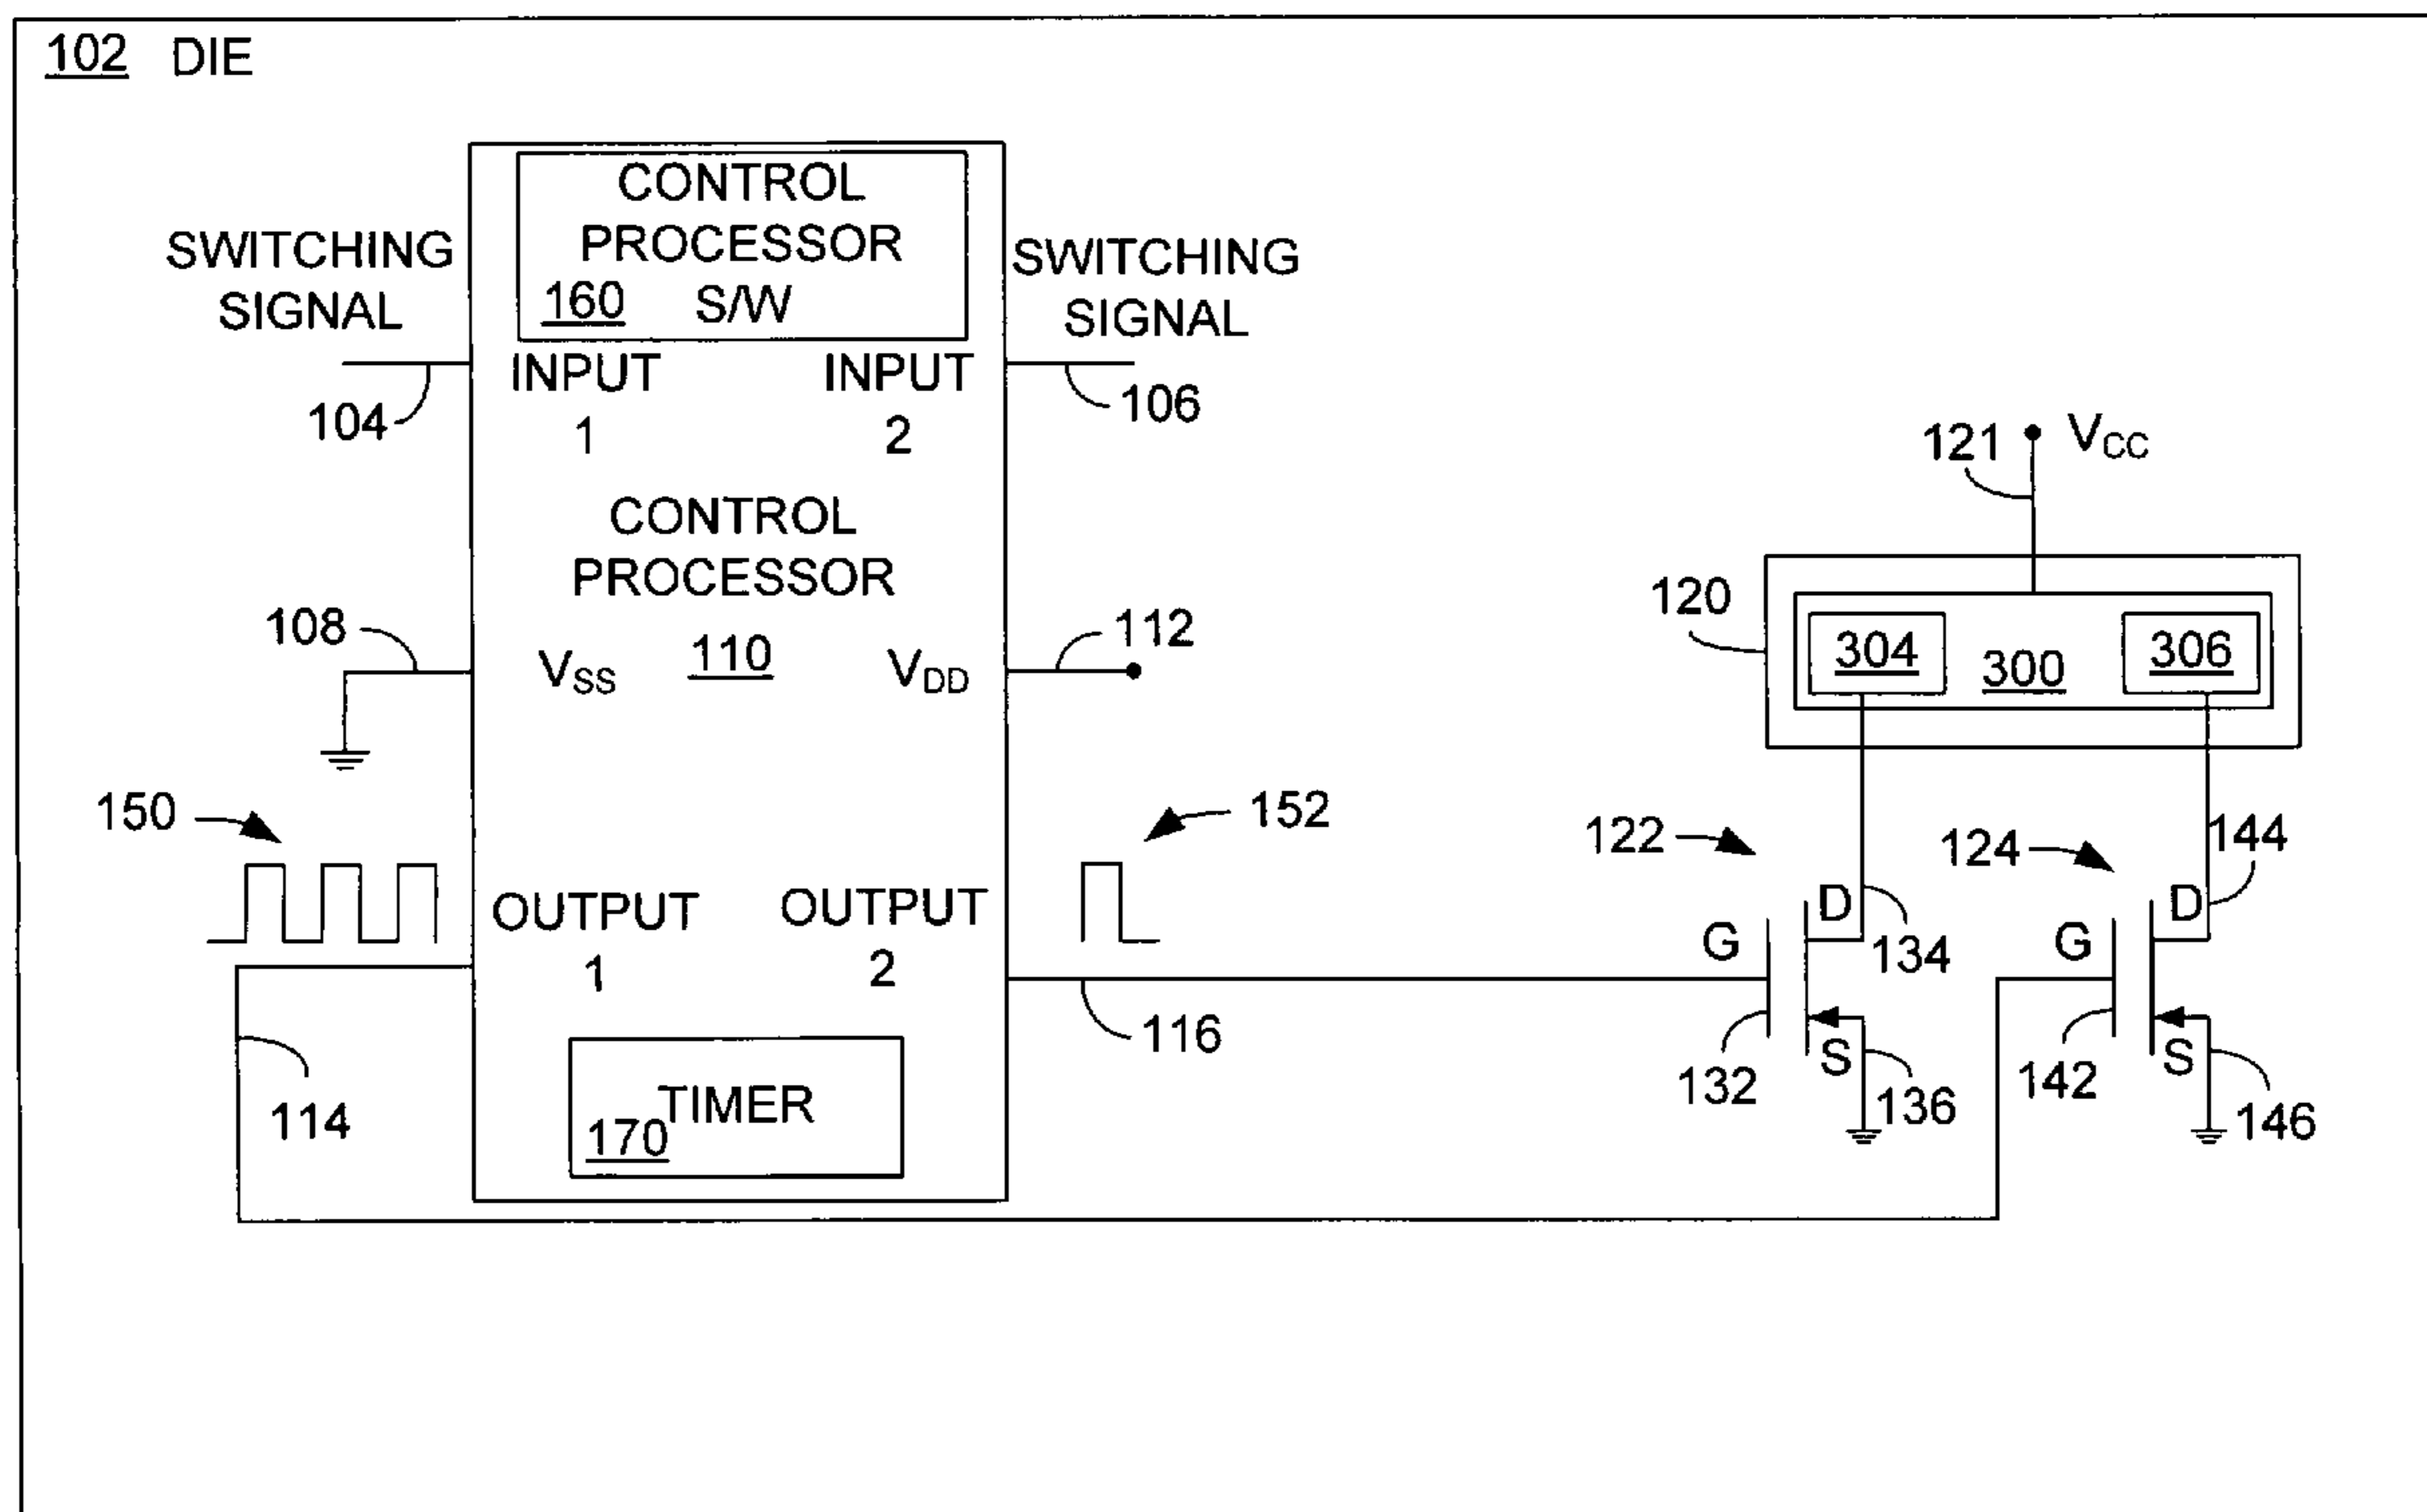 102 DIE
CONTROL
PROCESSOR
160 S/W
SWITCHING
SIGNAL
SWITCHING
SIGNAL
104
INPUT
1
INPUT
2
106
CONTROL
PROCESSOR
110
108
VSS
VDD
112
121
VCC
120
304
300
306
150
152
OUTPUT
1
OUTPUT
2
122
124
144
G
D
134
G
D
114
116
132
S
136
142
S
146
TIMER
170